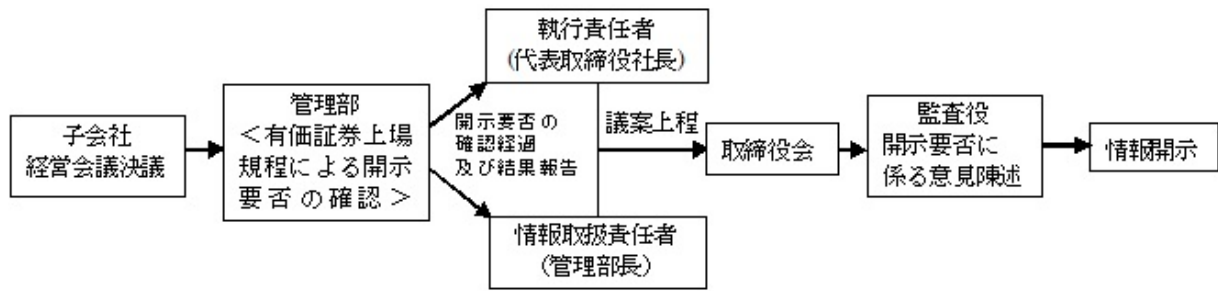 子会社
経営会議決議
管理部
＜有価証券上場
規程による開示
要否の確認＞
執行責任者
(代表取締役社長)
開示要否の
確認経過
及び結果報告
情報取扱責任者
(管理部長)
議案上程
取締役会
監査役
開示要否に
係る意見陳述
情報開示